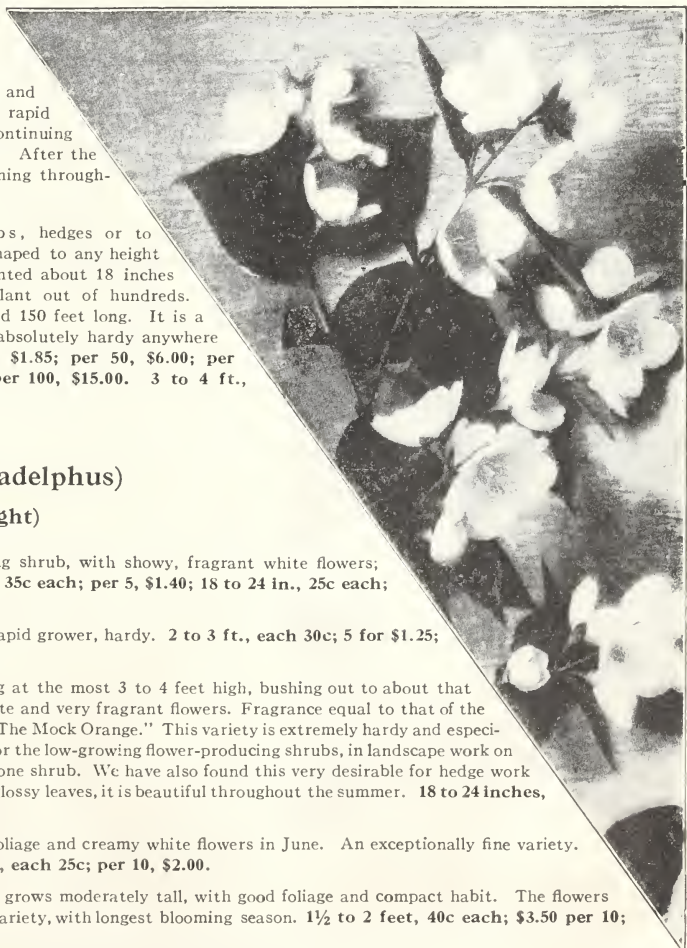 and
rapid
ontinuing
After the
ning through-
os, hedges or to
haped to any height
nted about 18 inches
lant out of hundreds.
d 150 feet long. It is a
absolutely hardy anywhere
$1.85; per 50, $6.00; per
er 100, $15.00. 3 to 4 ft.,
adelphus)
ght)
g shrub, with showy, fragrant white flowers;
35c each; per 5, $1.40; 18 to 24 in., 25c each;
apid grower, hardy. 2 to 3 ft., each 30c; 5 for $1.25;
g at the most 3 to 4 feet high, bushing out to about that
te and very fragrant flowers. Fragrance equal to that of the
"The Mock Orange." This variety is extremely hardy and especi-
or the low-growing flower-producing shrubs, in landscape work on
one shrub. We have also found this very desirable for hedge work
lossy leaves, it is beautiful throughout the summer. 18 to 24 inches,
oliage and creamy white flowers in June. An exceptionally fine variety.
, each 25c; per 10, $2.00.
grows moderately tall, with good foliage and compact habit. The flowers
ariety, with longest blooming season. 1½ to 2 feet, 40c each; $3.50 per 10;